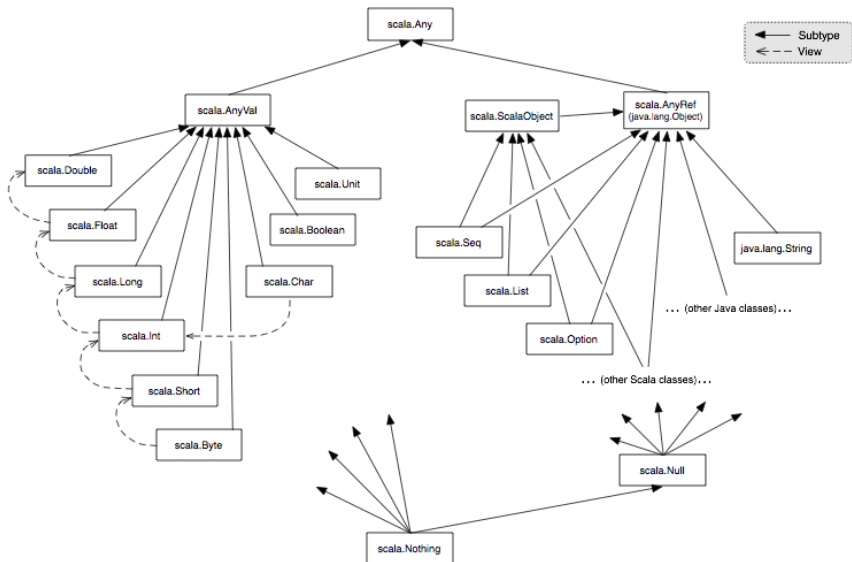 scala.Any
Subtype
View
scala.AnyVal
scala.ScalaObject
scala.AnyRef
(java.lang.Object)
scala.Double
scala.Unit
scala.Float
scala.Boolean
scala.Seq
java.lang.String
scala.Long
scala.Char
scala.List
... (other Java classes)...
scala.Int
scala.Option
scala.Short
... (other Scala classes)...
scala.Byte
scala.Null
scala.Nothing